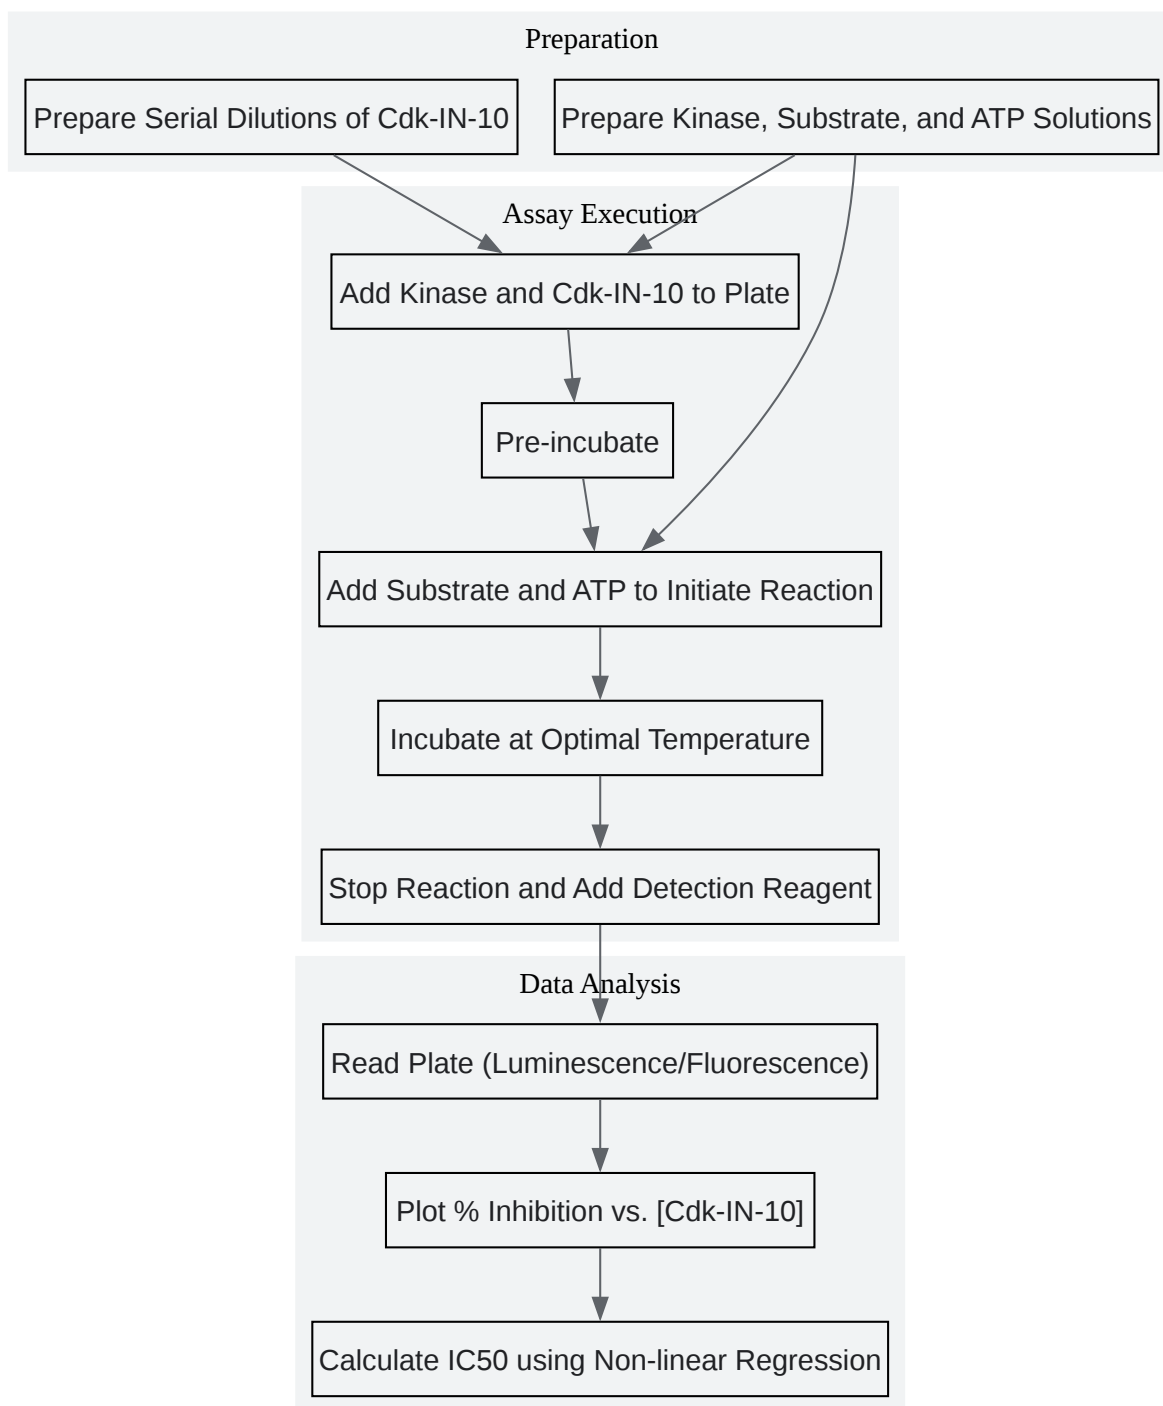 Preparation
Prepare Serial Dilutions of Cdk-IN-10
Prepare Kinase, Substrate, and ATP Solutions
Assay Execution
Add Kinase and Cdk-IN-10 to Plate
Pre-incubate
Add Substrate and ATP to Initiate Reaction
Incubate at Optimal Temperature
Stop Reaction and Add Detection Reagent
Data Analysis
Read Plate (Luminescence/Fluorescence)
Plot % Inhibition vs. [Cdk-IN-10]
Calculate IC50 using Non-linear Regression